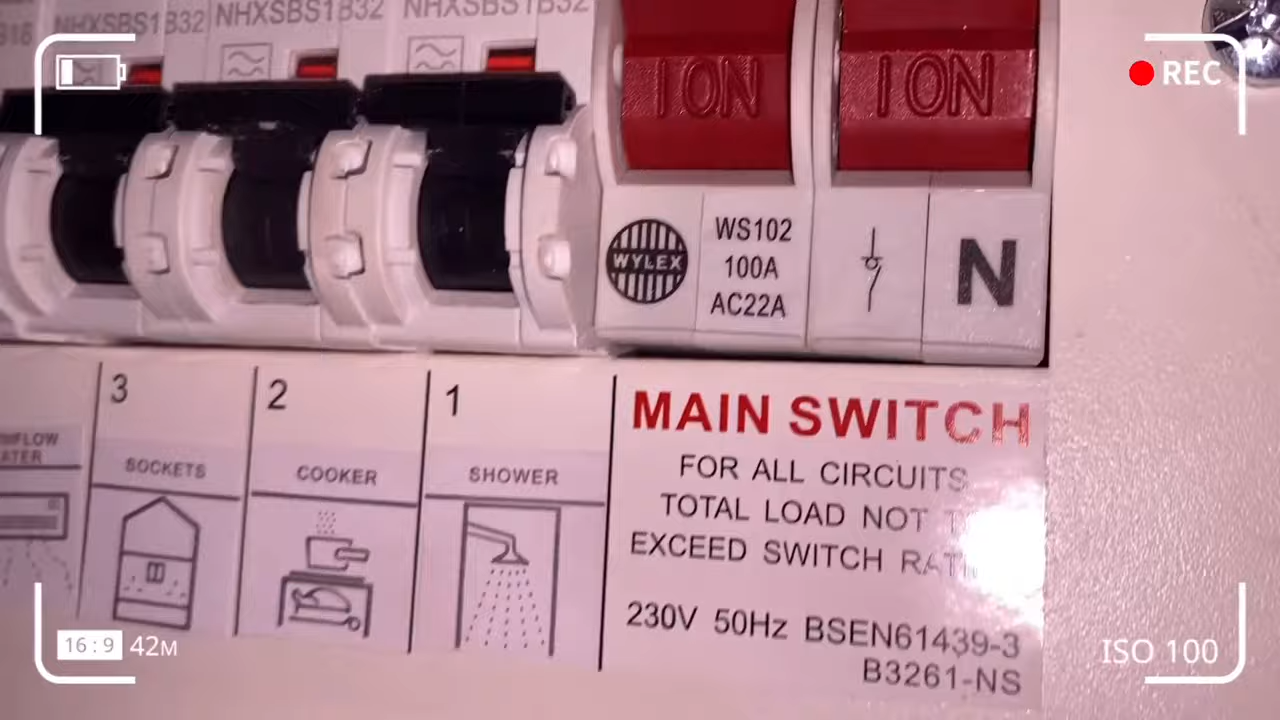 NHXSBS1B32
NHXSBS1B32
NHXSBS1B32
REC
I ON
I ON
WYLEX
WS102
100A
AC22A
N
3
2
1
SOCKETS
COOKER
SHOWER
MAIN SWITCH
FOR ALL CIRCUITS
TOTAL LOAD NOT
EXCEED SWITCH
230V 50Hz BSEN61439-3
B3261-NS
16:9 42M
ISO 100